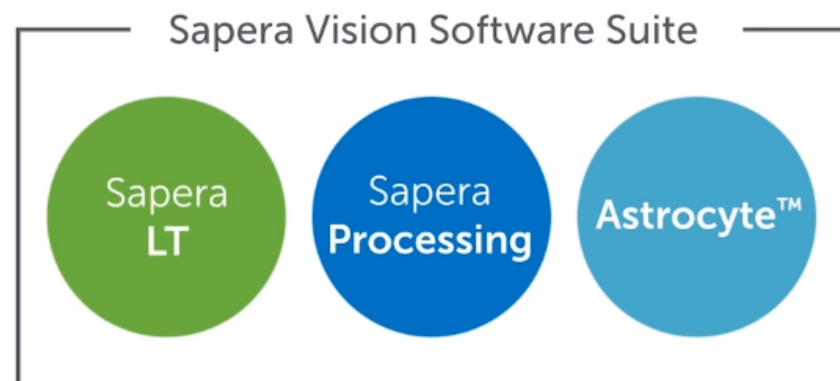 Sapera Vision Software Suite
Sapera
LT
Sapera
Processing
Astrocyte™